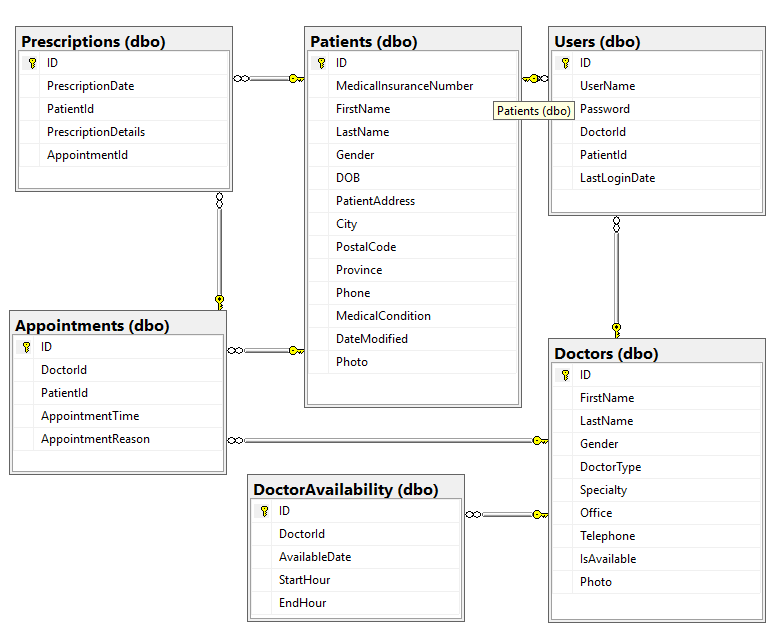 Prescriptions (dbo)
ID
PrescriptionDate
PatientId
PrescriptionDetails
AppointmentId
Patients (dbo)
ID
MedicalInsuranceNumber
FirstName
LastName
Gender
DOB
PatientAddress
City
PostalCode
Province
Phone
MedicalCondition
DateModified
Photo
Patients (dbo)
Users (dbo)
ID
UserName
Password
DoctorId
PatientId
LastLoginDate
Appointments (dbo)
ID
DoctorId
PatientId
AppointmentTime
AppointmentReason
DoctorAvailability (dbo)
ID
DoctorId
AvailableDate
StartHour
EndHour
Doctors (dbo)
ID
FirstName
LastName
Gender
DoctorType
Specialty
Office
Telephone
IsAvailable
Photo